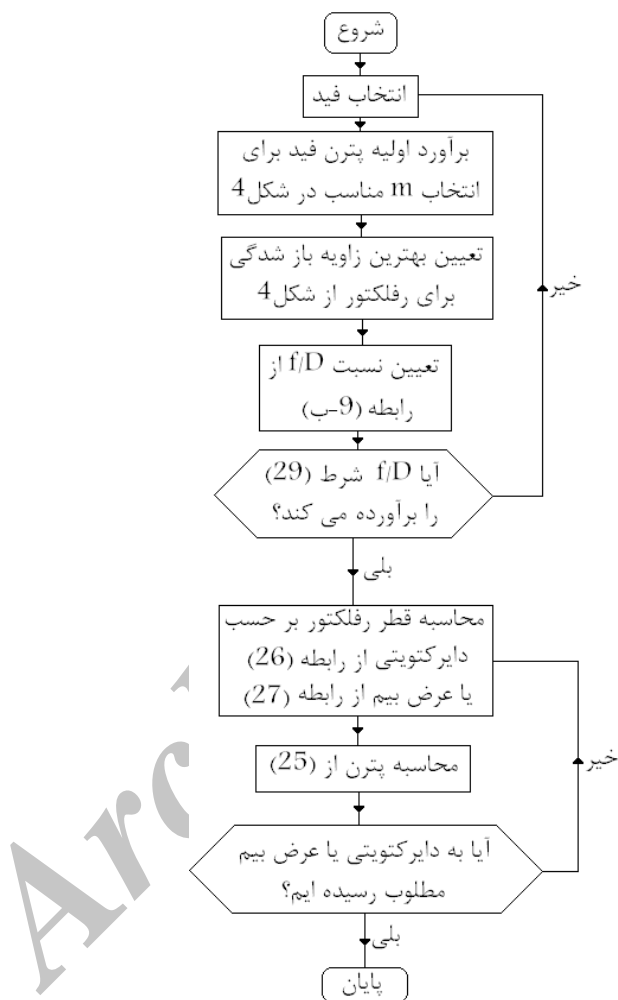 شروع
انتخاب فید
برآورد اولیه پترن فید برای
انتخاب m مناسب در شکل4
تعیین بهترین زاویه باز شدگی
برای رفلکتور از شکل4
خیر
تعیین نسبت f/D از
رابطه (9-ب)
آیا f/D شرط (29)
را برآورده می کند؟
بلی
محاسبه قطر رفلکتور بر حسب
دایرکتویتی از رابطه (26)
یا عرض بیم از رابطه (27)
محاسبه پترن از (25)
خیر
آیا به دایرکتویتی یا عرض بیم
مطلوب رسیده ایم؟
بلی
پایان